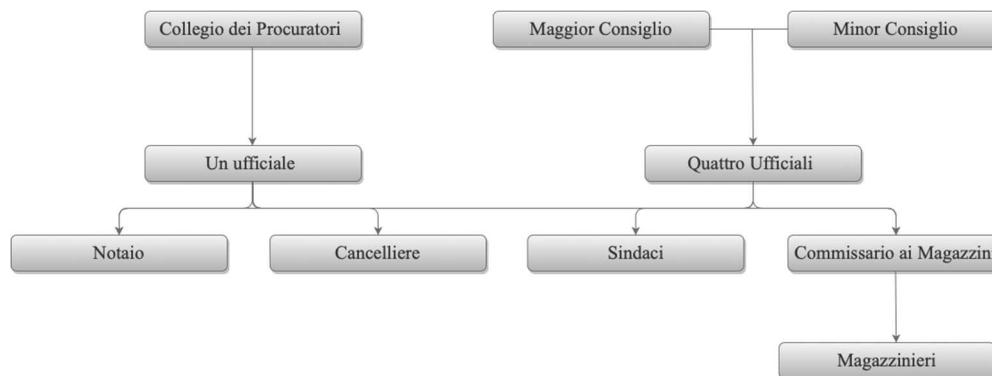 Collegio dei Procuratori
Maggior Consiglio
Minor Consiglio
Un ufficiale
Quattro Ufficiali
Notaio
Cancelliere
Sindaci
Commissario ai Magazzini
Magazzinieri